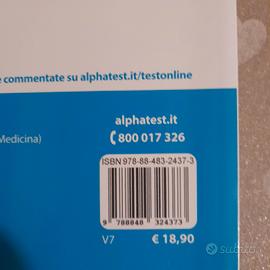 e commentate su alphatest.it/testonline
alphatest.it
Medicina) 800 017 326
ISBN 978-88-483-2437-3
9 788848 324373
V7 € 18,90
subito